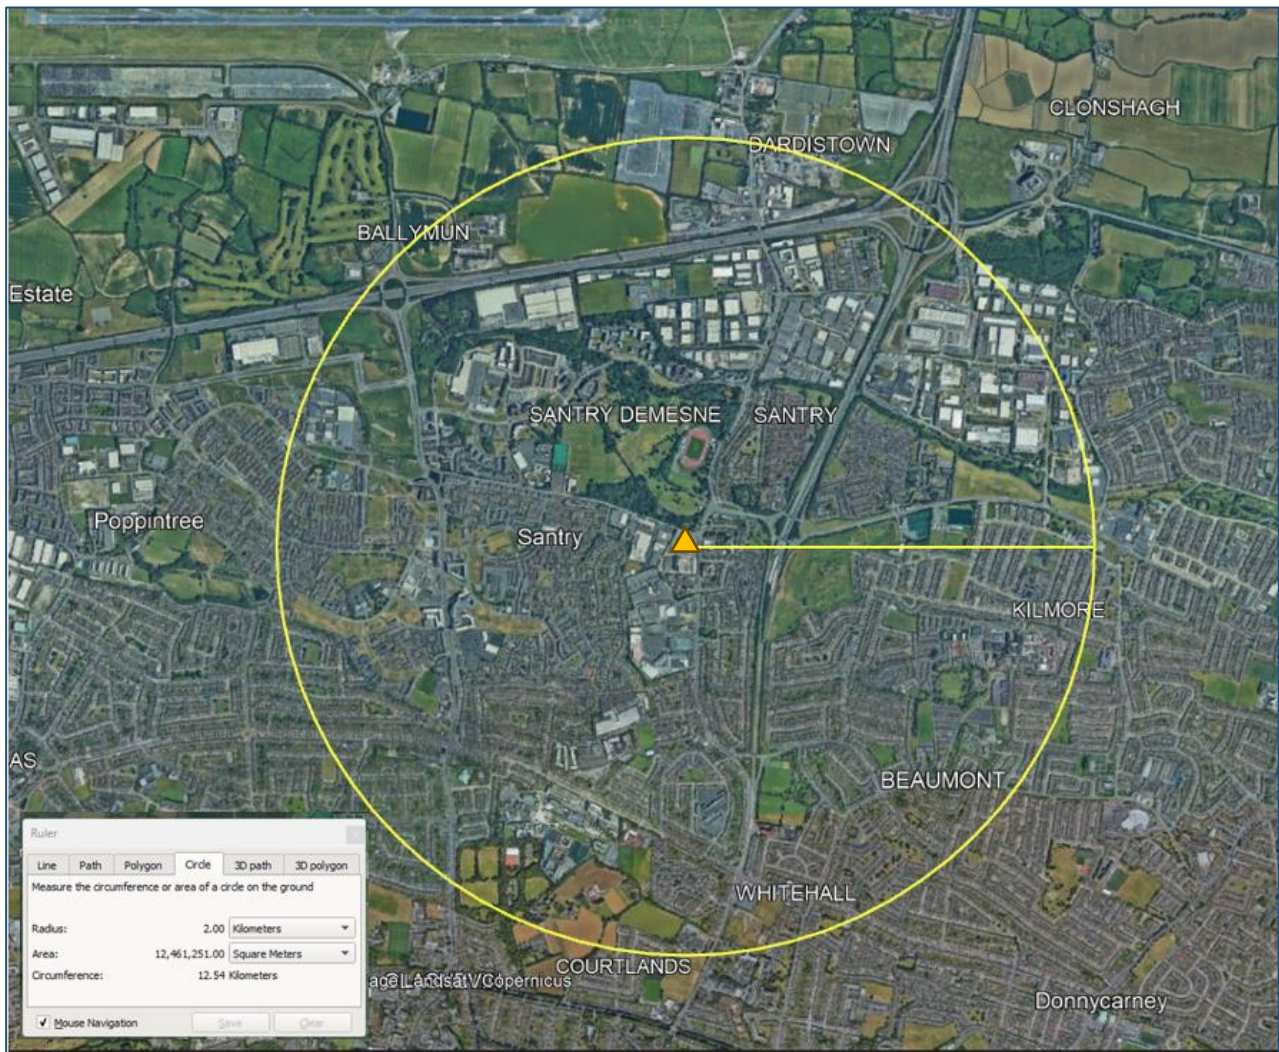 CLONSHAGH
DARDISTOWN
BALLYMUN
Estate
SANTRY DEMESNE
SANTRY
Poppintree
Santry
KILMORE
AS
BEAUMONT
WHITEHALL
COURTLANDS
Donnycarney
Ruler
Line Path Polygon Circle 3D path 3D polygon
Measure the circumference or area of a circle on the ground
Radius: 2.00 Kilometers
Area: 12,461,251.00 Square Meters
Circumference: 12.54 Kilometers
Mouse Navigation Save Clear